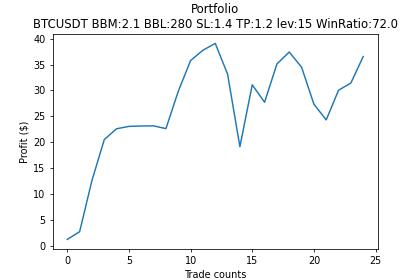 Portfolio
BTCUSDT BBM:2.1 BBL:280 SL:1.4 TP:1.2 lev:15 WinRatio:72.0
40
35
30
25
20
15
10
5
0
Profit ($)
0 5 10 15 20 25
Trade counts